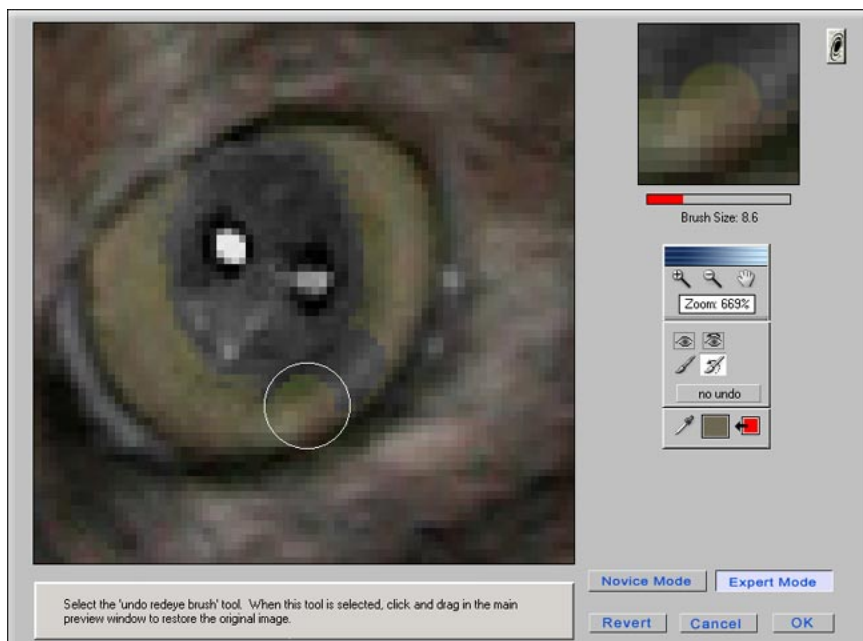 Brush Size: 8.6
Zoom: 669%
no undo
Novice Mode
Expert Mode
Select the 'undo redeye brush' tool. When this tool is selected, click and drag in the main
preview window to restore the original image.
Revert
Cancel
OK